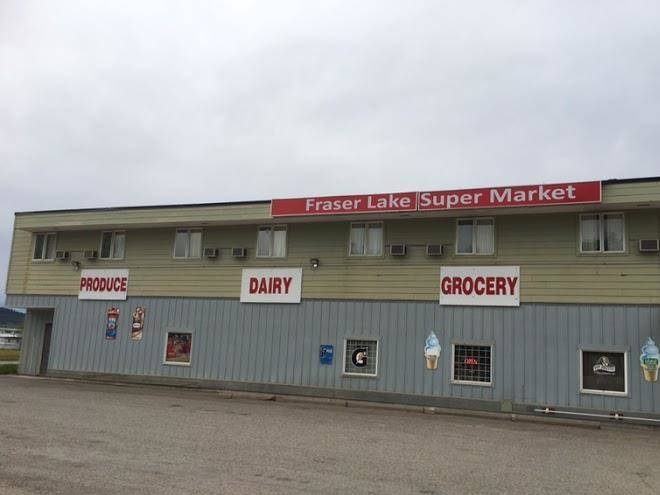 Fraser Lake Super Market
PRODUCE
DAIRY
GROCERY
OPEN